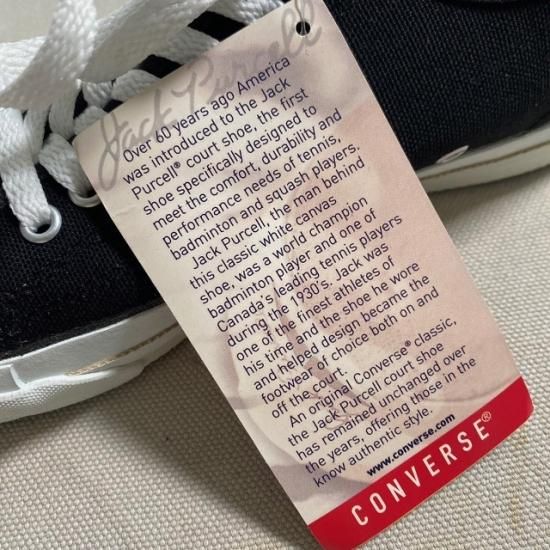 Jack Purcell
Over 60 years ago America
was introduced to the Jack
Purcell® court shoe, the first
shoe specifically designed to
meet the comfort, durability and
performance needs of tennis,
badminton and squash players.
Jack Purcell, the man behind
this classic white canvas
shoe, was a world champion
badminton player and one of
Canada's leading tennis players
during the 1930's. Jack was
one of the finest athletes of
his time and the shoe he wore
and helped design became the
footwear of choice both on and
off the court.
An original Converse® classic,
the Jack Purcell court shoe
has remained unchanged over
the years, offering those in the
know authentic style.
www.converse.com
CONVERSE®